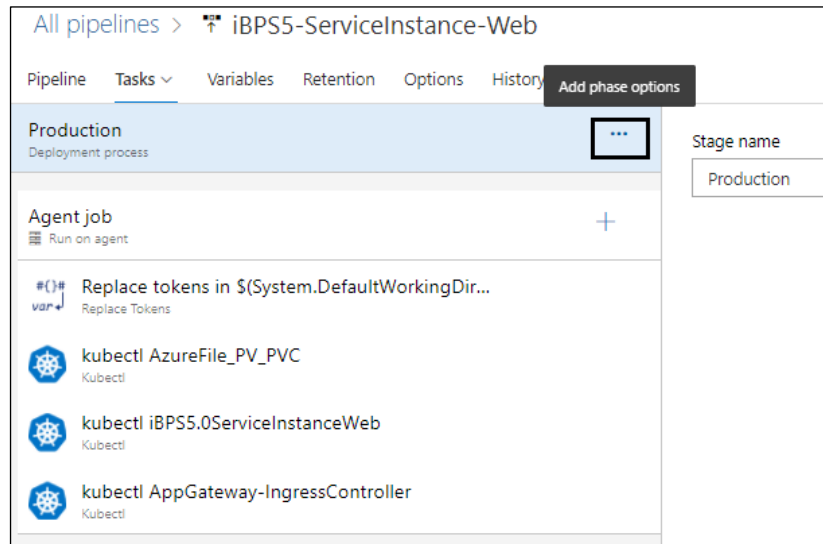 All pipelines > iBPS5-ServiceInstance-Web
Pipeline Tasks Variables Retention Options History
Add phase options
Production
Deployment process
...
Stage name
Production
Agent job
Run on agent
+
#{}#
var
Replace tokens in $(System.DefaultWorkingDir...
Replace Tokens
kubectl AzureFile_PV_PVC
Kubectl
kubectl iBPS5.0ServiceInstanceWeb
Kubectl
kubectl AppGateway-IngressController
Kubectl